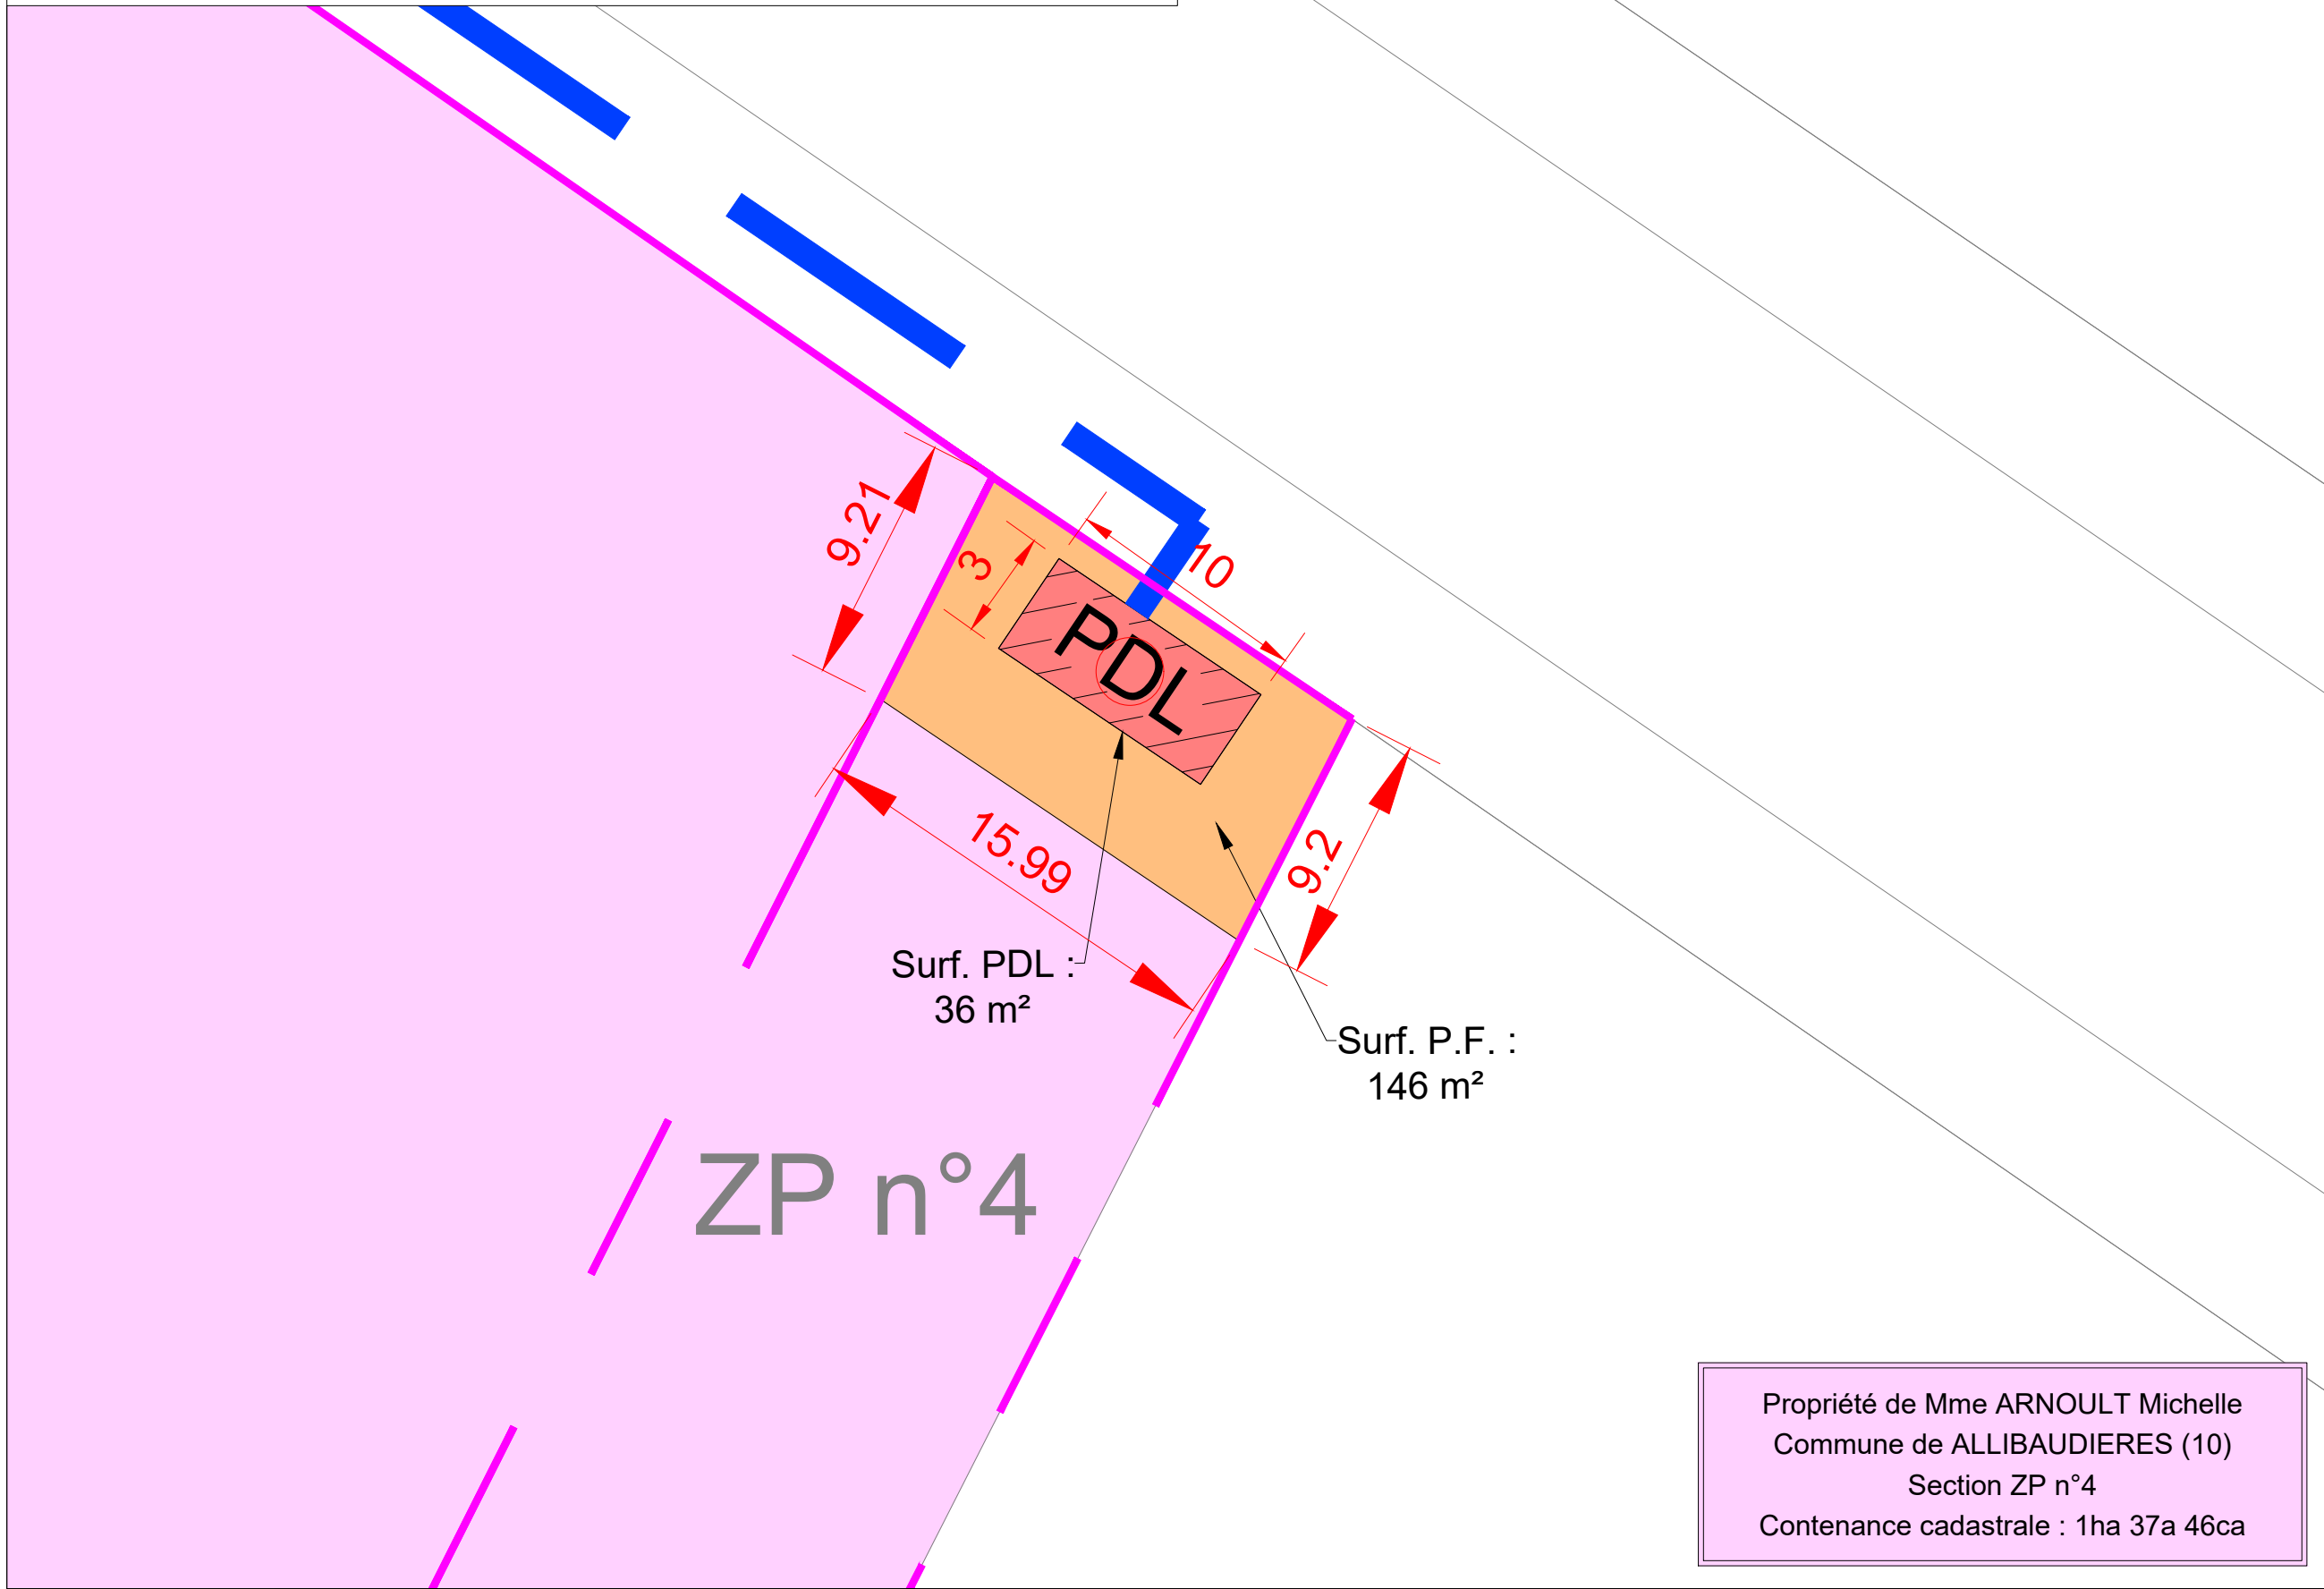 9.21
3
10
PDL
15.99
9.2
Surf. PDL :
36 m²
Surf. P.F. :
146 m²
ZP n°4
Propriété de Mme ARNOULT Michelle
Commune de ALLIBAUDIERES (10)
Section ZP n°4
Contenance cadastrale : 1ha 37a 46ca